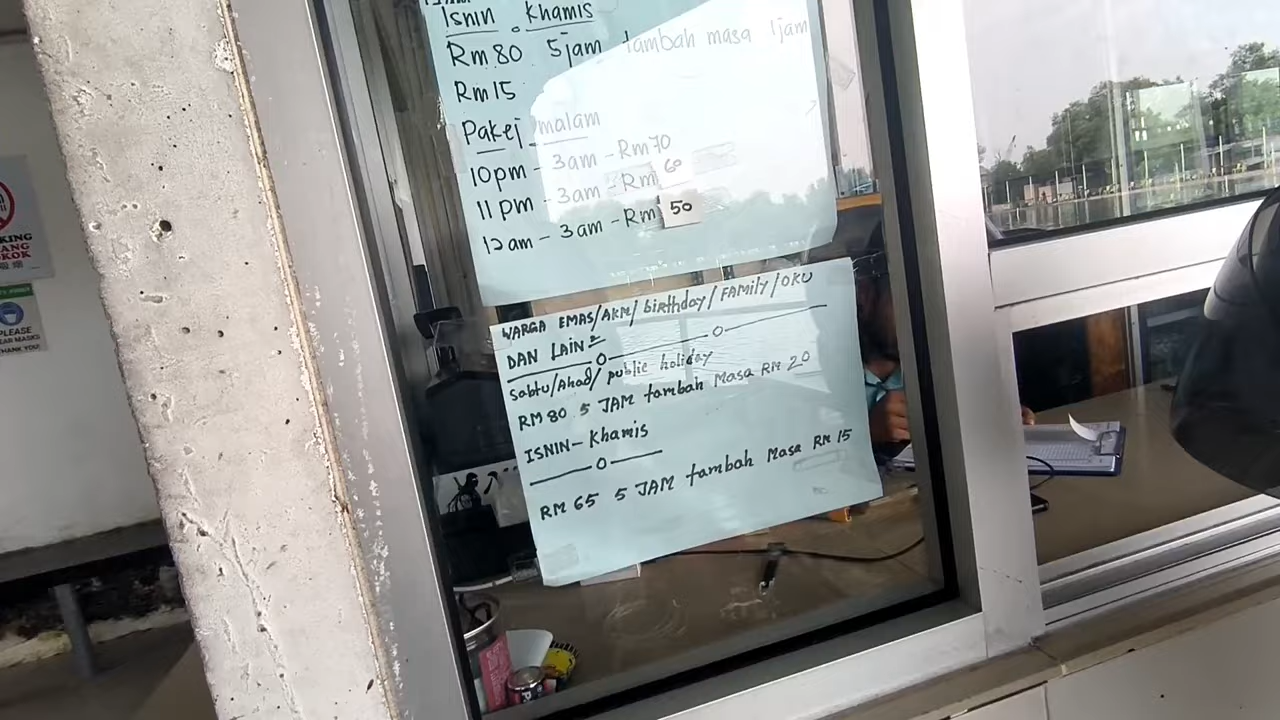 Isnin - Khamis
Rm80 5jam tambah masa 1jam
Rm15
Pakej malam
10pm - 3am - Rm70
11pm - 3am - Rm 60
12am - 3am - Rm 50
WARGA EMAS/AKM/birthday/FAMILY/OKU
DAN LAIN²
Sabtu/Ahad/public holiday
RM 80 5 JAM tambah Masa RM 20
ISNIN - Khamis
RM 65 5 JAM tambah Masa RM 15
PLEASE
WEAR MASKS
THANK YOU!